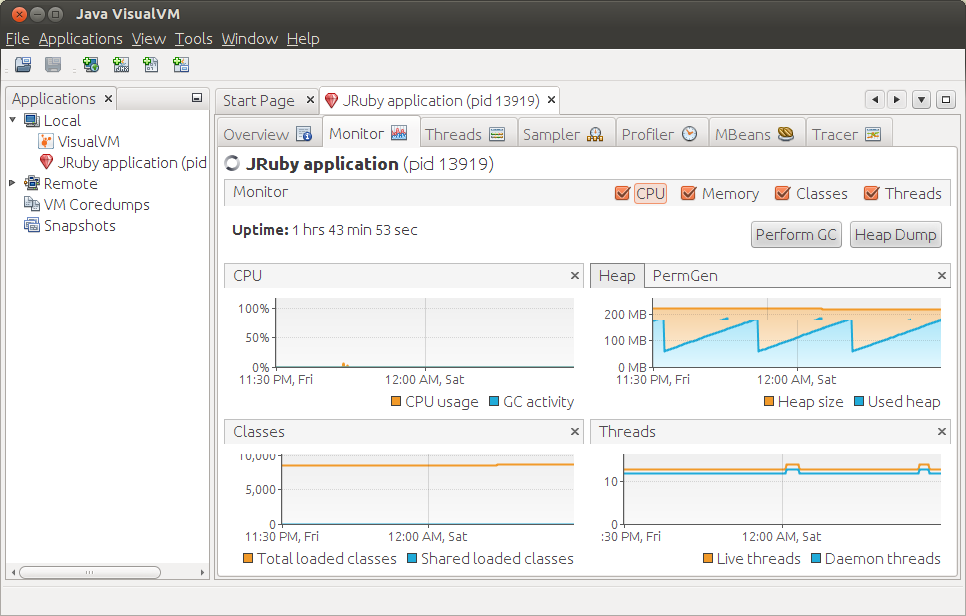 Java VisualVM
File Applications View Tools Window Help
Applications
Start Page JRuby application (pid 13919)
Local
VisualVM
JRuby application (pid
Remote
VM Coredumps
Snapshots
Overview Monitor Threads Sampler Profiler MBeans Tracer
JRuby application (pid 13919)
Monitor CPU Memory Classes Threads
Uptime: 1 hrs 43 min 53 sec
Perform GC Heap Dump
CPU
100%
50%
0%
11:30 PM, Fri 12:00 AM, Sat
CPU usage GC activity
Heap PermGen
200 MB
100 MB
0 MB
11:30 PM, Fri 12:00 AM, Sat
Heap size Used heap
Classes
10,000
5,000
0
11:30 PM, Fri 12:00 AM, Sat
Total loaded classes Shared loaded classes
Threads
10
0
:30 PM, Fri 12:00 AM, Sat
Live threads Daemon threads